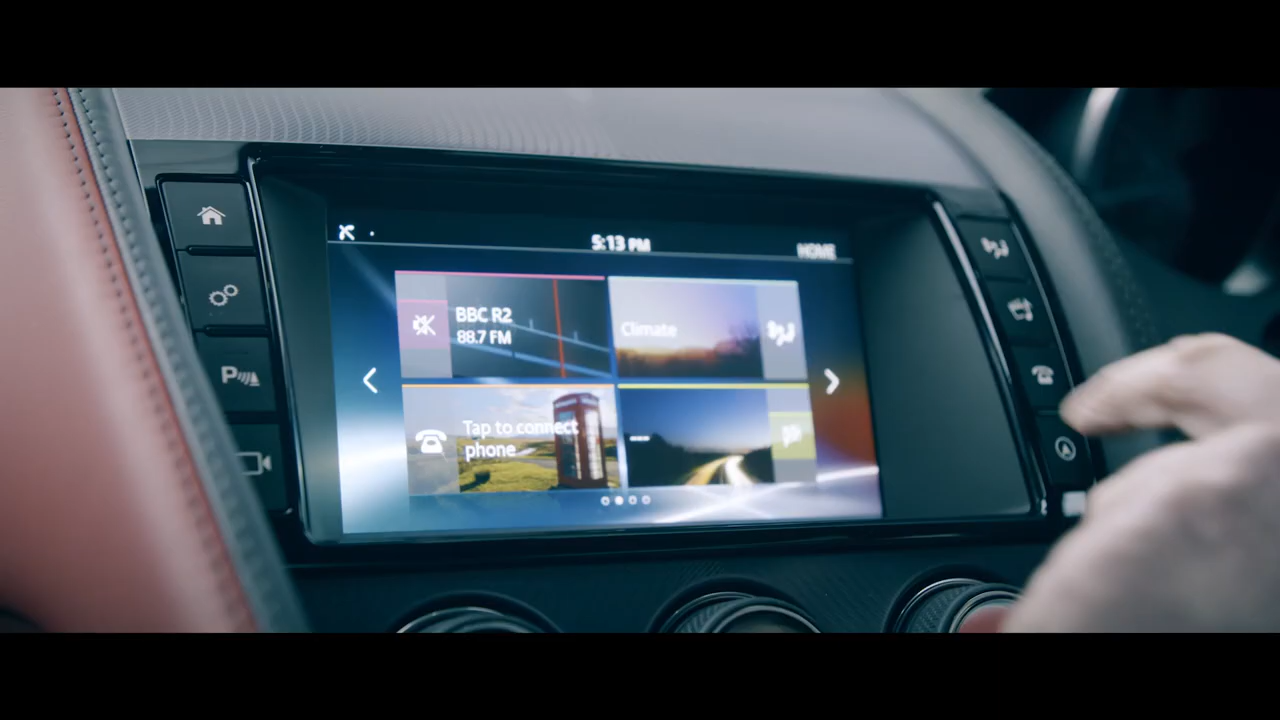 5:13 PM
HOME
BBC R2
88.7 FM
Climate
Tap to connect
phone
---
P